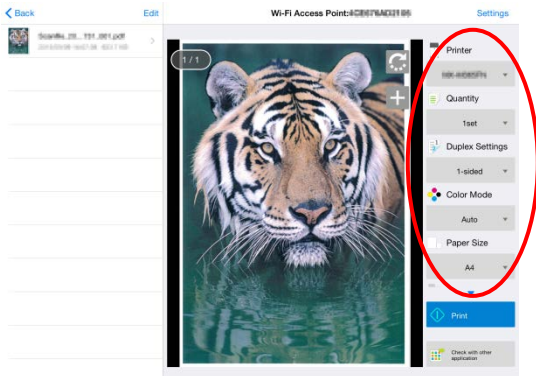 Back
Edit
Wi-Fi Access Point:
Settings
1 / 1
Printer
Quantity
1set
Duplex Settings
1-sided
Color Mode
Auto
Paper Size
A4
Print
Check with other
application